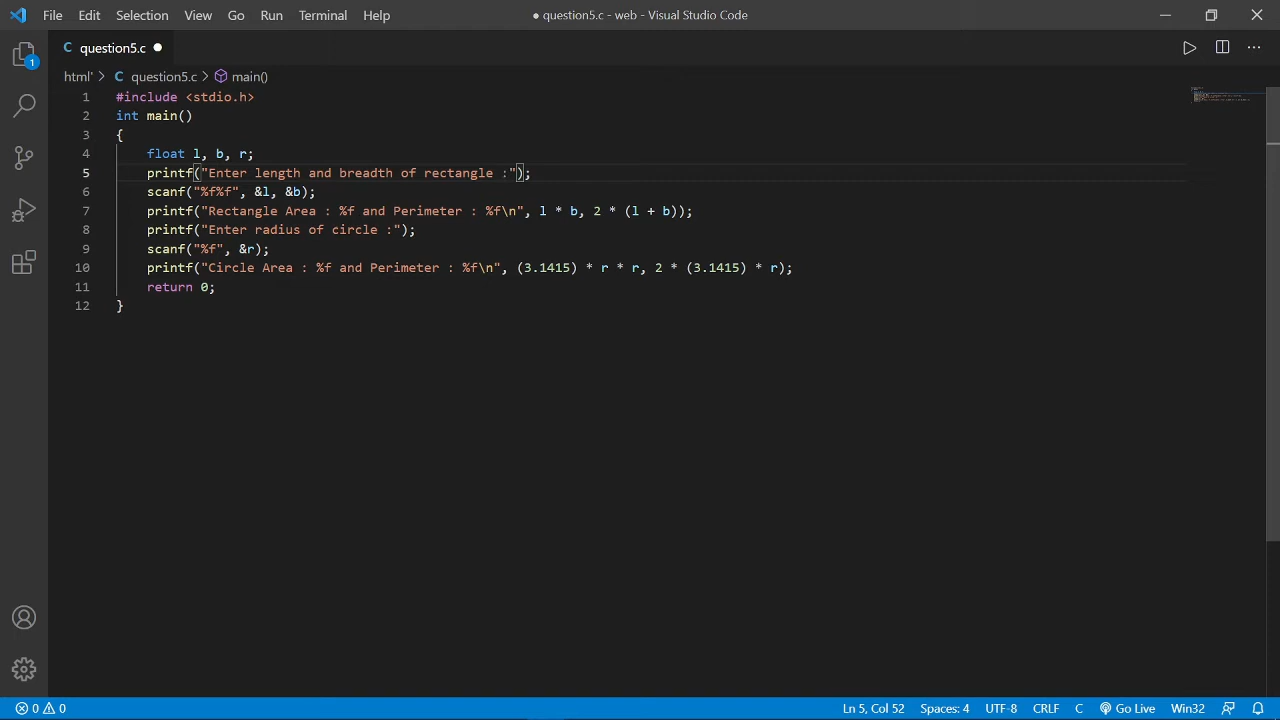 File Edit Selection View Go Run Terminal Help ● question5.c - web - Visual Studio Code
C question5.c ●
html' > C question5.c > main()
1 #include <stdio.h>
2 int main()
3 {
4     float l, b, r;
5     printf("Enter length and breadth of rectangle :");
6     scanf("%f%f", &l, &b);
7     printf("Rectangle Area : %f and Perimeter : %f\n", l * b, 2 * (l + b));
8     printf("Enter radius of circle :");
9     scanf("%f", &r);
10     printf("Circle Area : %f and Perimeter : %f\n", (3.1415) * r * r, 2 * (3.1415) * r);
11     return 0;
12 }
1
0 0 Ln 5, Col 52 Spaces: 4 UTF-8 CRLF C Go Live Win32